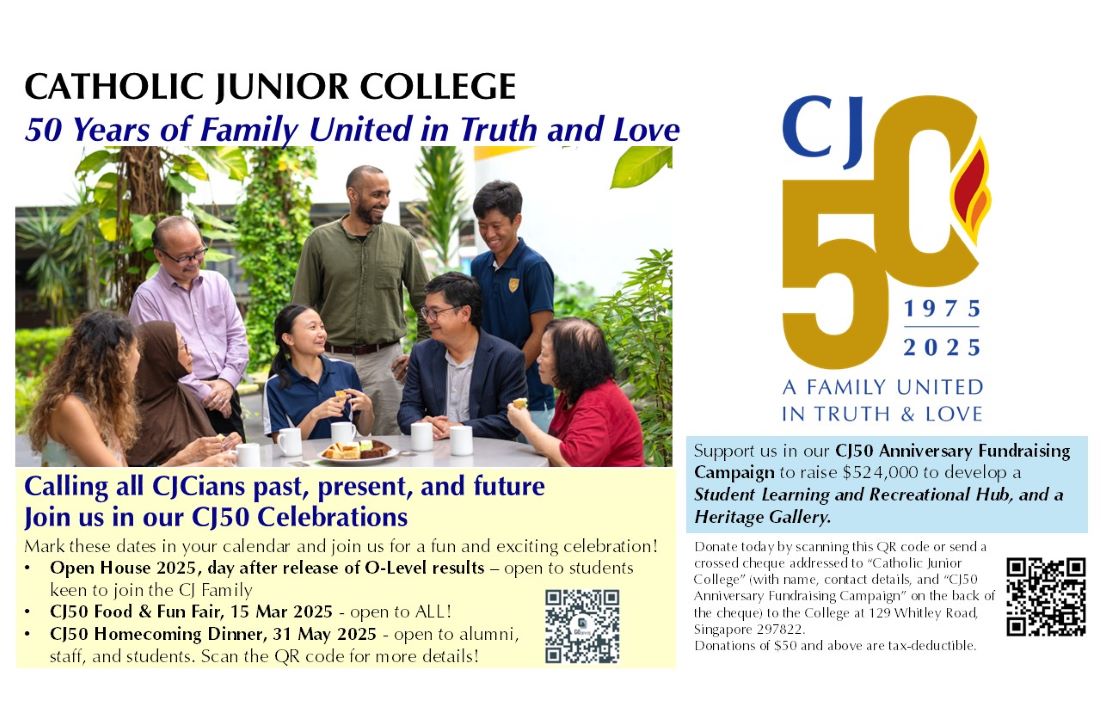 CATHOLIC JUNIOR COLLEGE
50 Years of Family United in Truth and Love
Calling all CJCians past, present, and future
Join us in our CJ50 Celebrations
Mark these dates in your calendar and join us for a fun and exciting celebration!
• Open House 2025, day after release of O-Level results – open to students
keen to join the CJ Family
• CJ50 Food & Fun Fair, 15 Mar 2025 - open to ALL!
• CJ50 Homecoming Dinner, 31 May 2025 - open to alumni,
staff, and students. Scan the QR code for more details!
CJ
50
1975
2025
A FAMILY UNITED
IN TRUTH & LOVE
Support us in our CJ50 Anniversary Fundraising
Campaign to raise $524,000 to develop a
Student Learning and Recreational Hub, and a
Heritage Gallery.
Donate today by scanning this QR code or send a
crossed cheque addressed to “Catholic Junior
College” (with name, contact details, and “CJ50
Anniversary Fundraising Campaign” on the back of
the cheque) to the College at 129 Whitley Road,
Singapore 297822.
Donations of $50 and above are tax-deductible.